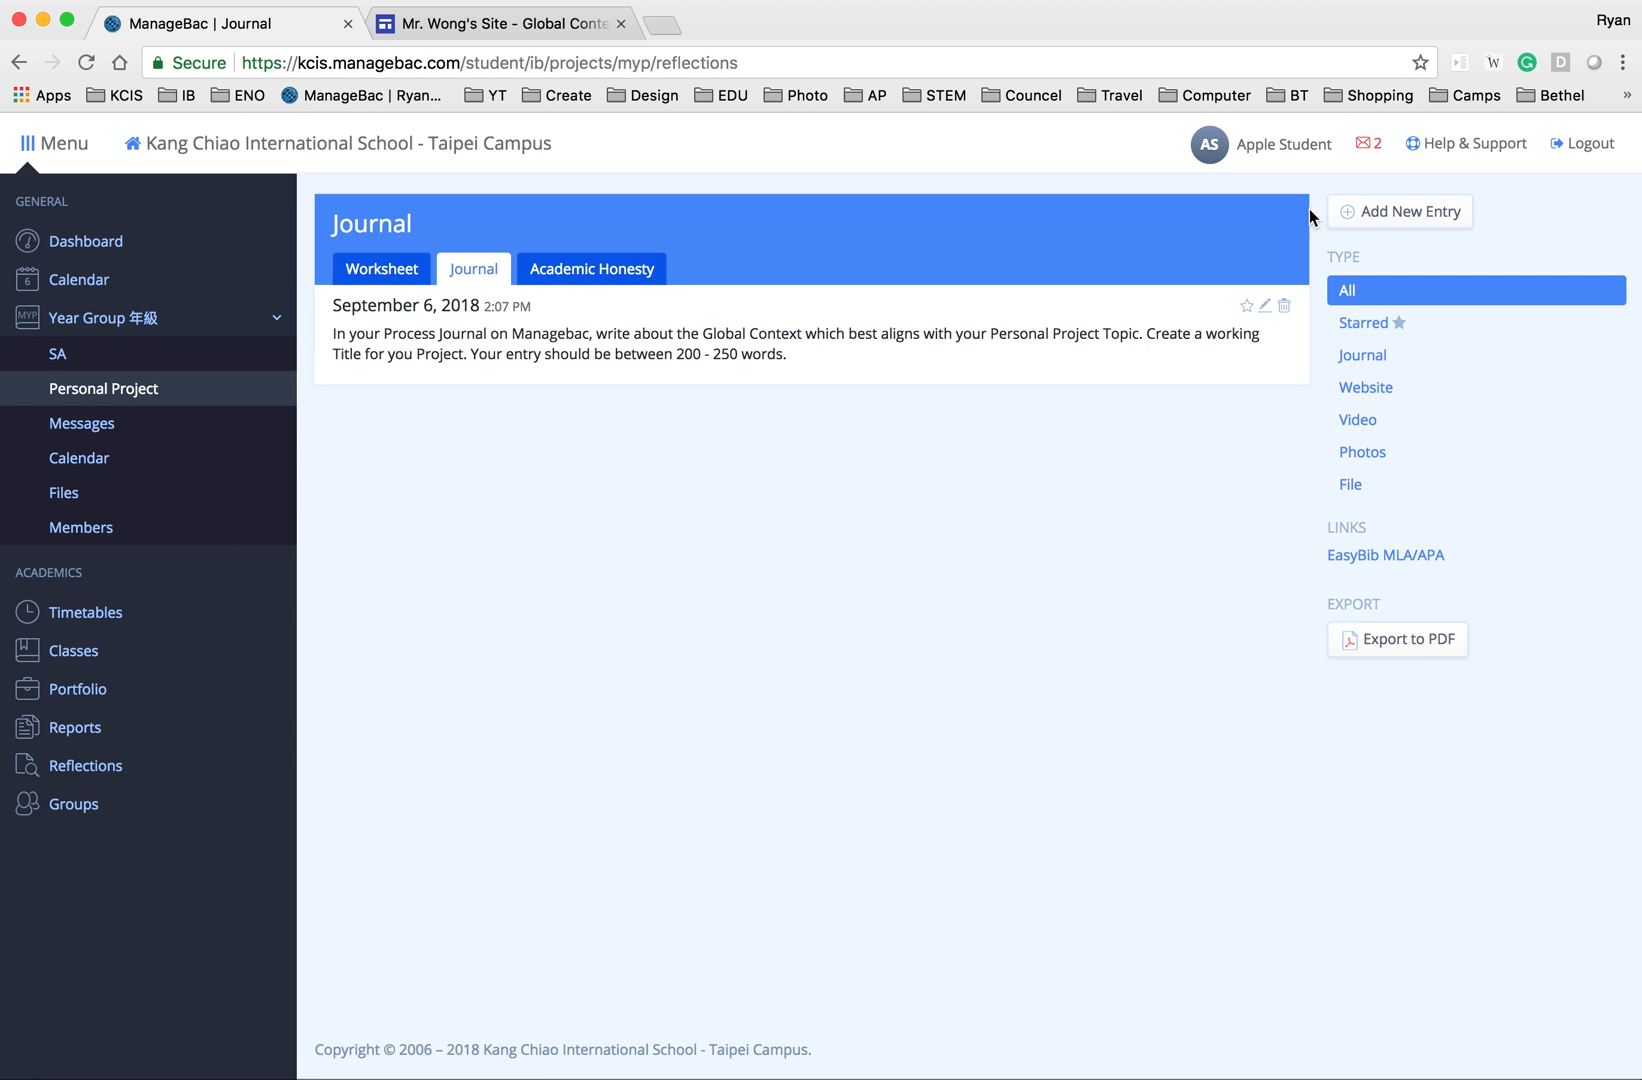 ManageBac | Journal
Mr. Wong's Site - Global Conte
Ryan
Secure
https://kcis.managebac.com/student/ib/projects/myp/reflections
W
G
D
Apps
KCIS
IB
ENO
ManageBac | Ryan...
YT
Create
Design
EDU
Photo
AP
STEM
Councel
Travel
Computer
BT
Shopping
Camps
Bethel
»
Menu
Kang Chiao International School - Taipei Campus
AS
Apple Student
2
Help & Support
Logout
GENERAL
Dashboard
6
Calendar
MYP
Year Group 年級
SA
Personal Project
Messages
Calendar
Files
Members
ACADEMICS
Timetables
Classes
Portfolio
Reports
Reflections
Groups
Journal
Worksheet
Journal
Academic Honesty
September 6, 2018 2:07 PM
In your Process Journal on Managebac, write about the Global Context which best aligns with your Personal Project Topic. Create a working
Title for you Project. Your entry should be between 200 - 250 words.
Add New Entry
TYPE
All
Starred
Journal
Website
Video
Photos
File
LINKS
EasyBib MLA/APA
EXPORT
Export to PDF
Copyright © 2006 – 2018 Kang Chiao International School - Taipei Campus.